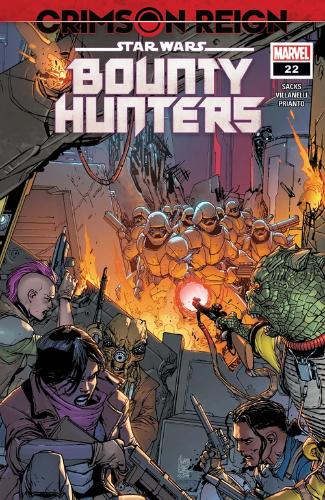 CRIMSON REIGN
STAR WARS
BOUNTY
HUNTERS
MARVEL
22
SACKS
VILLANELLI
PRIANTO